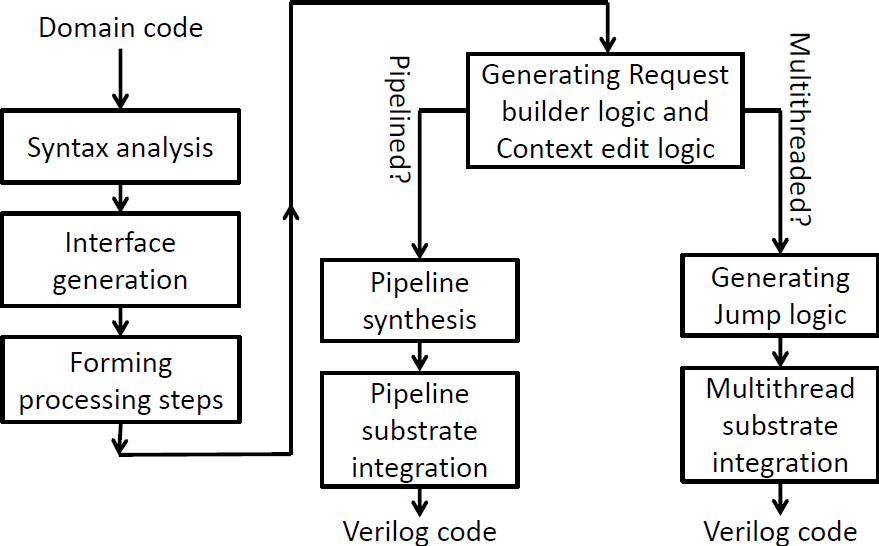 Domain code
Syntax analysis
Interface
generation
Forming
processing steps
Generating Request
builder logic and
Context edit logic
Pipelined?
Multithreaded?
Pipeline
synthesis
Pipeline
substrate
integration
Verilog code
Generating
Jump logic
Multithread
substrate
integration
Verilog code